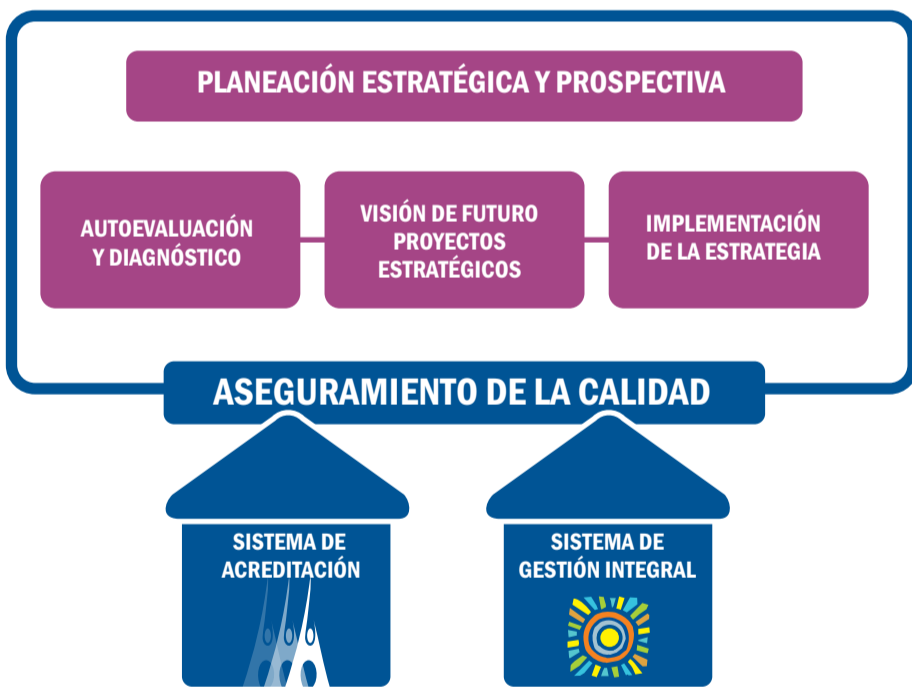 PLANEACIÓN ESTRATÉGICA Y PROSPECTIVA
AUTOEVALUACIÓN
Y DIAGNÓSTICO
VISIÓN DE FUTURO
PROYECTOS
ESTRATÉGICOS
IMPLEMENTACIÓN
DE LA ESTRATEGIA
ASEGURAMIENTO DE LA CALIDAD
SISTEMA DE
ACREDITACIÓN
SISTEMA DE
GESTIÓN INTEGRAL